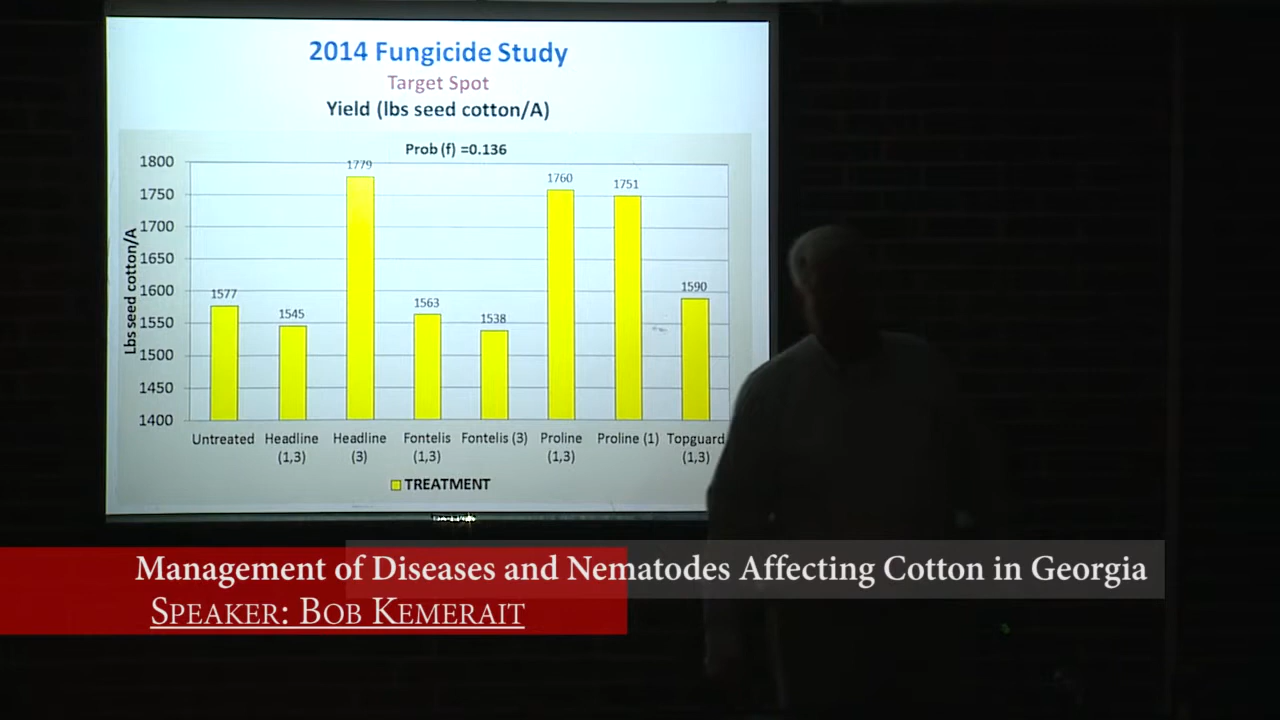 2014 Fungicide Study
Target Spot
Yield (lbs seed cotton/A)
Prob (f) =0.136
Lbs seed cotton/A
1800
1750
1700
1650
1600
1550
1500
1450
1400
1577
1545
1779
1563
1538
1760
1751
1590
Untreated
Headline
(1,3)
Headline
(3)
Fontelis
(1,3)
Fontelis (3)
Proline
(1,3)
Proline (1)
Topguard
(1,3)
TREATMENT
Management of Diseases and Nematodes Affecting Cotton in Georgia
Speaker: Bob Kemerait